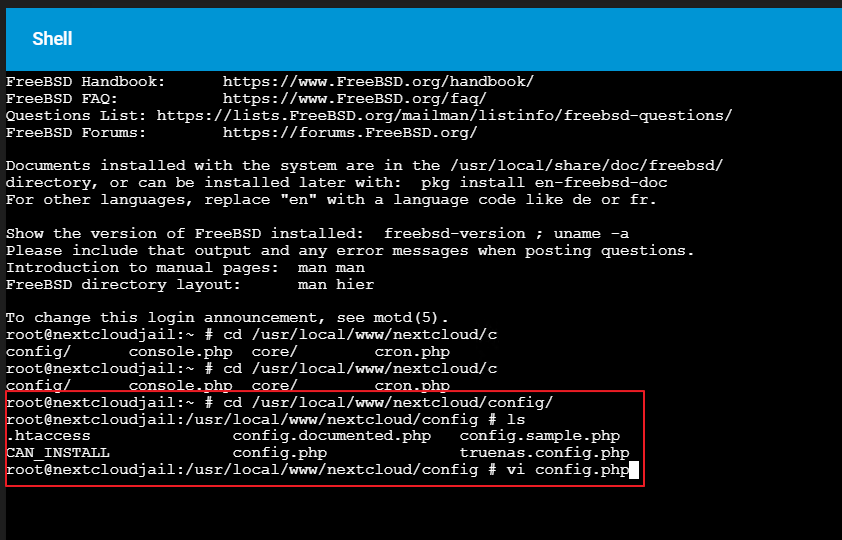 Shell
FreeBSD Handbook:      https://www.FreeBSD.org/handbook/
FreeBSD FAQ:           https://www.FreeBSD.org/faq/
Questions List: https://lists.FreeBSD.org/mailman/listinfo/freebsd-questions/
FreeBSD Forums:        https://forums.FreeBSD.org/
Documents installed with the system are in the /usr/local/share/doc/freebsd/
directory, or can be installed later with:  pkg install en-freebsd-doc
For other languages, replace "en" with a language code like de or fr.
Show the version of FreeBSD installed:  freebsd-version ; uname -a
Please include that output and any error messages when posting questions.
Introduction to manual pages:  man man
FreeBSD directory layout:      man hier
To change this login announcement, see motd(5).
root@nextcloudjail:~ # cd /usr/local/www/nextcloud/c
config/      console.php  core/        cron.php
root@nextcloudjail:~ # cd /usr/local/www/nextcloud/c
config/      console.php  core/        cron.php
root@nextcloudjail:~ # cd /usr/local/www/nextcloud/config/
root@nextcloudjail:/usr/local/www/nextcloud/config # ls
.htaccess               config.documented.php   config.sample.php
CAN_INSTALL             config.php              truenas.config.php
root@nextcloudjail:/usr/local/www/nextcloud/config # vi config.php